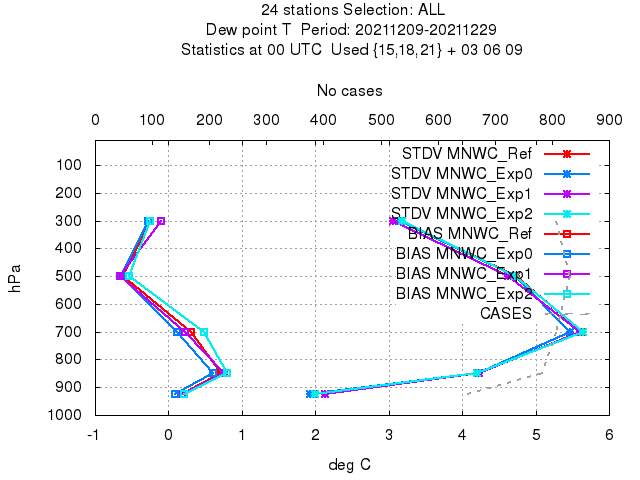 24 stations Selection: ALL
Dew point T  Period: 20211209-20211229
Statistics at 00 UTC  Used {15,18,21} + 03 06 09
No cases
0 100 200 300 400 500 600 700 800 900
STDV MNWC_Ref
STDV MNWC_Exp0
STDV MNWC_Exp1
STDV MNWC_Exp2
BIAS MNWC_Ref
BIAS MNWC_Exp0
BIAS MNWC_Exp1
BIAS MNWC_Exp2
CASES
100
200
300
400
500
600
700
800
900
1000
hPa
-1 0 1 2 3 4 5 6
deg C